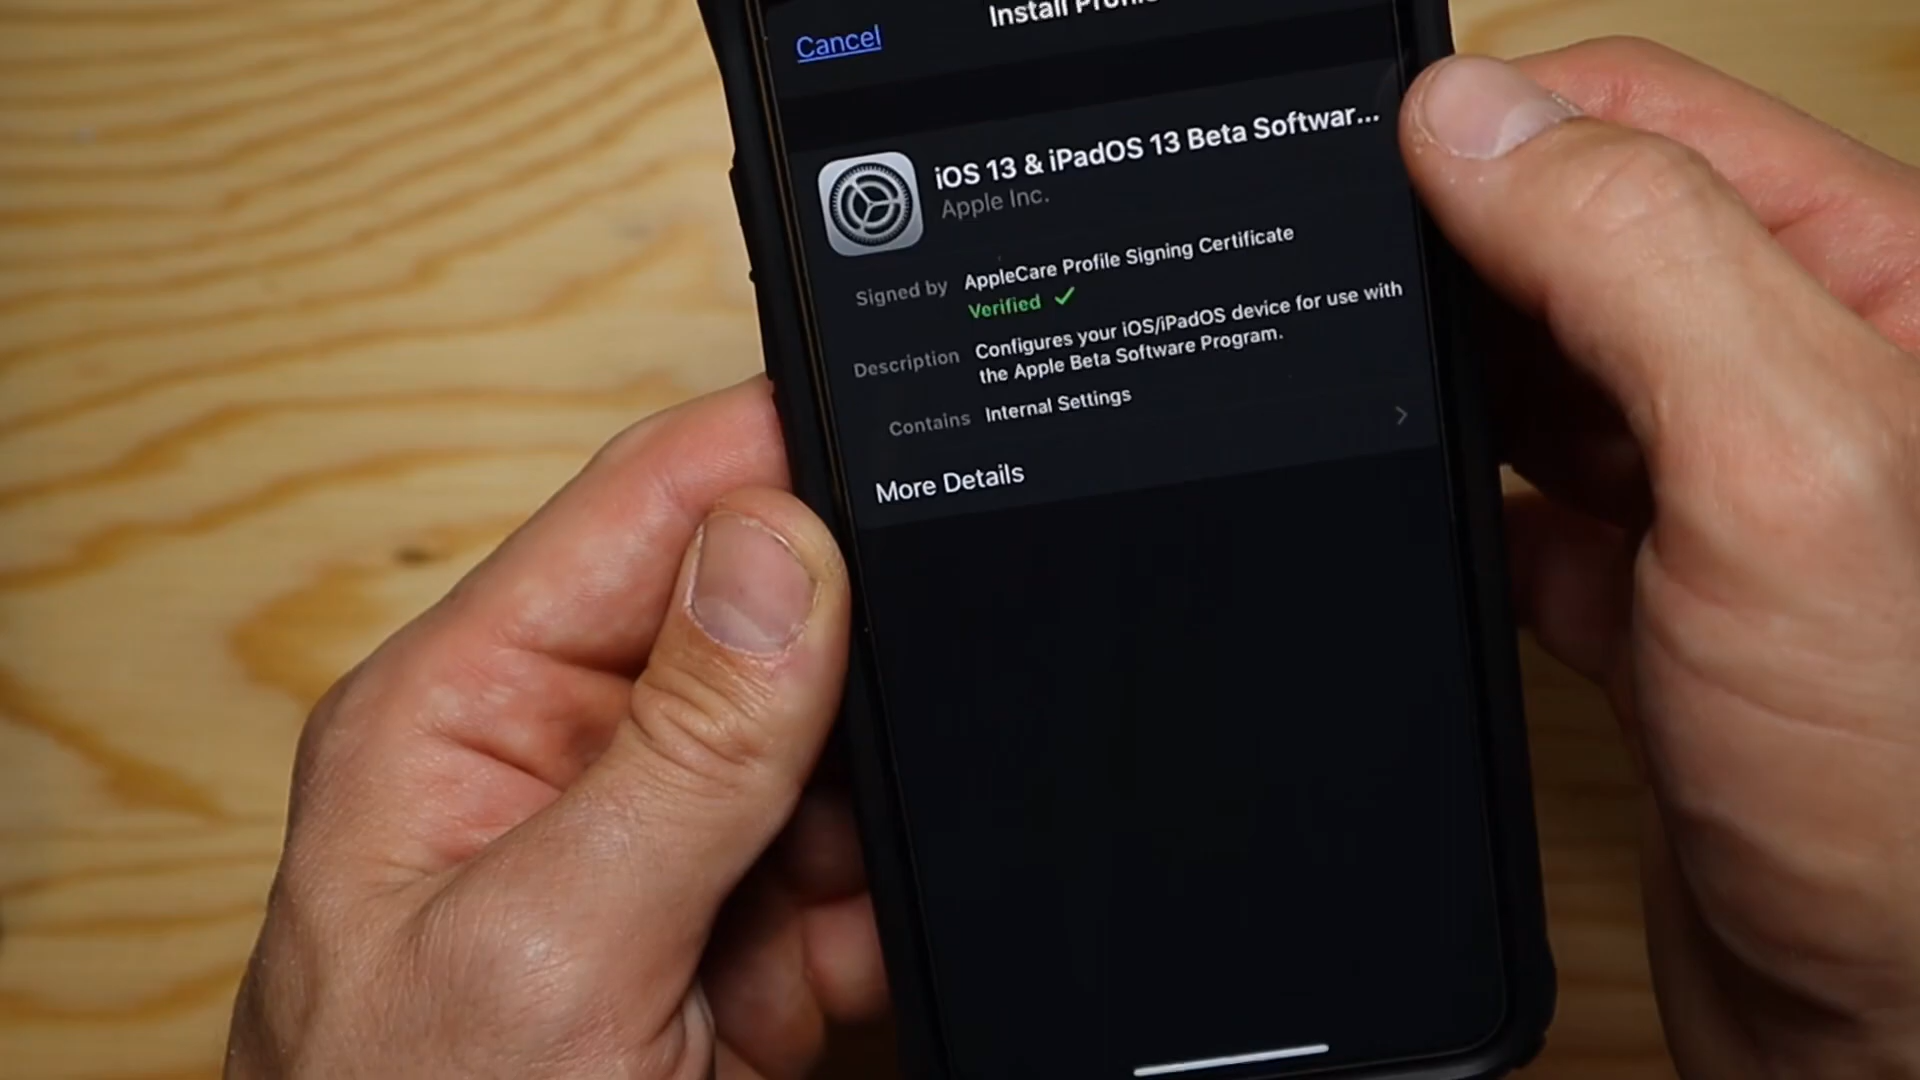 Install
Cancel
iOS 13 & iPadOS 13 Beta Softwar...
Apple Inc.
Signed by AppleCare Profile Signing Certificate
Verified ✓
Description Configures your iOS/iPadOS device for use with
the Apple Beta Software Program.
Contains Internal Settings
More Details